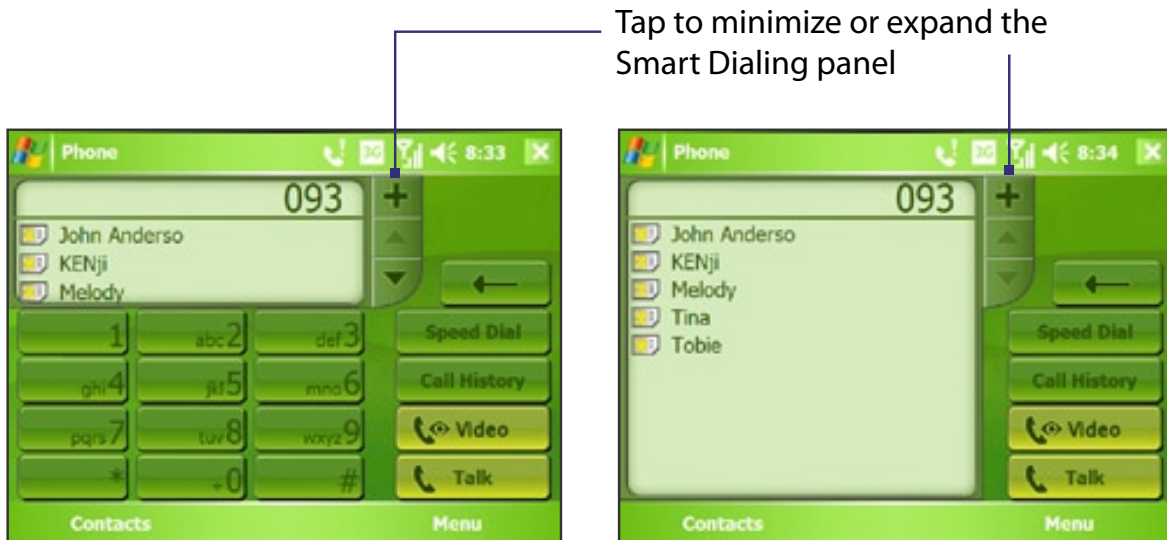 Tap to minimize or expand the
Smart Dialing panel
Phone
3G
8:33
093
John Anderso
KENji
Melody
1
abc2
def3
Speed Dial
ghi4
jkl5
mno6
Call History
pqrs7
tuv8
wxyz9
Video
*
+0
#
Talk
Contacts
Menu
Phone
3G
8:34
093
John Anderso
KENji
Melody
Tina
Tobie
Speed Dial
Call History
Video
Talk
Contacts
Menu